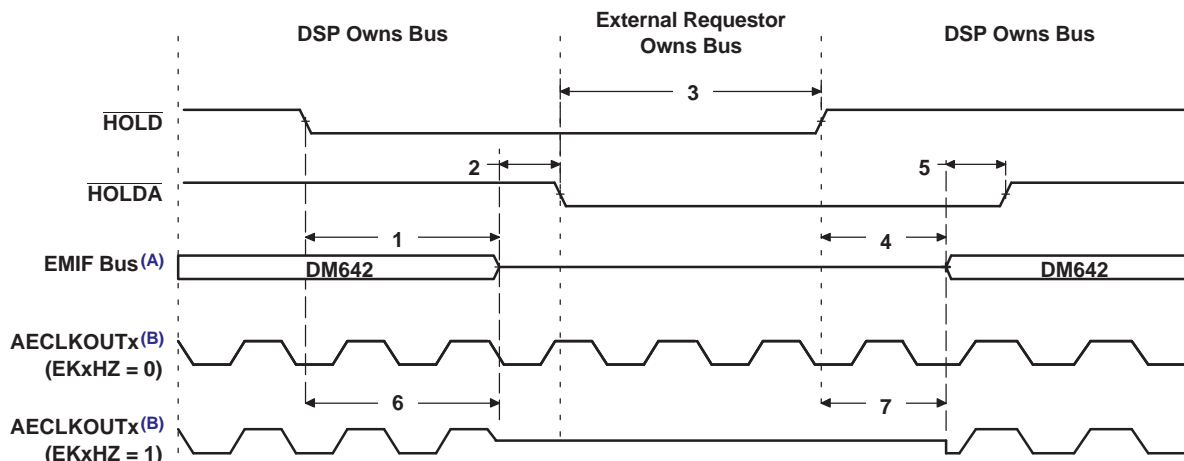 DSP Owns Bus
External Requestor
Owns Bus
DSP Owns Bus
3
HOLD
2
5
HOLDA
1
4
EMIF Bus(A)
DM642
DM642
AECLKOUTx(B)
(EKxHZ = 0)
6
7
AECLKOUTx(B)
(EKxHZ = 1)